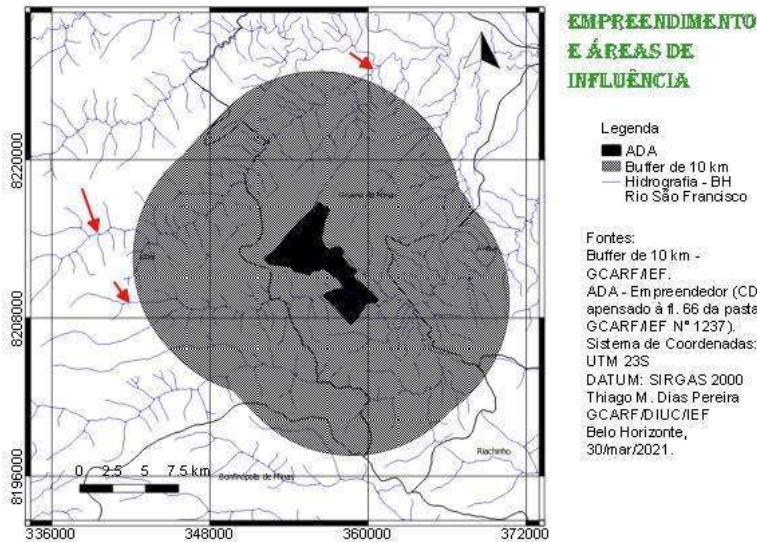 EMPREENDIMENTO
E ÁREAS DE
INFLUÊNCIA
Legenda
ADA
Buffer de 10 km
Hidrografia - BH
Rio São Francisco
Fontes:
Buffer de 10 km -
GCARF/IEF.
ADA - Empreendedor (CD
apensado à fl. 66 da pasta
GCARF/IEF Nº 1237).
Sistema de Coordenadas:
UTM 23S
DATUM: SIRGAS 2000
Thiago M. Dias Pereira
GCARF/DIUC/IEF
Belo Horizonte,
30/mar/2021.
8220000
8208000
8196000
Riachinho
Bonfinópolis de Minas
0 2.5 5 7.5 km
336000 348000 360000 372000